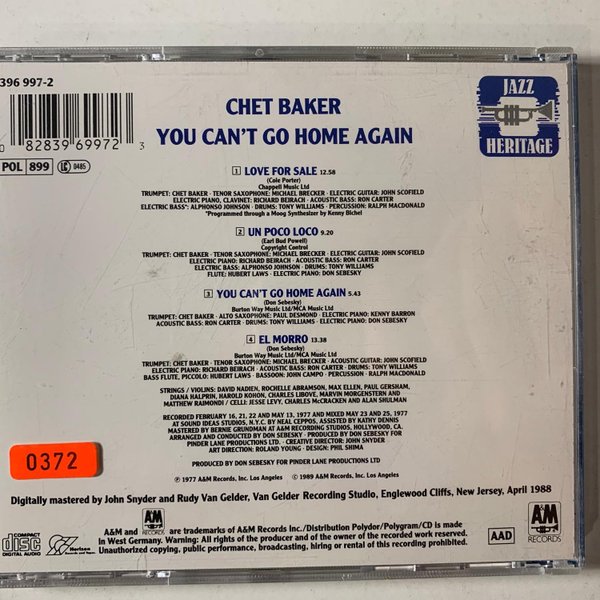 396 997-2
0 82839 69972 3
POL 899 0485
JAZZ
HERITAGE
CHET BAKER
YOU CAN'T GO HOME AGAIN
1 LOVE FOR SALE 12.58
(Cole Porter)
Chappell Music Ltd
TRUMPET: CHET BAKER · TENOR SAXOPHONE: MICHAEL BRECKER · ELECTRIC GUITAR: JOHN SCOFIELD
ELECTRIC PIANO, CLAVINET: RICHARD BEIRACH · ACOUSTIC BASS: RON CARTER
ELECTRIC BASS*: ALPHONSO JOHNSON · DRUMS: TONY WILLIAMS · PERCUSSION: RALPH MACDONALD
*Programmed through a Moog Synthesizer by Kenny Bichel
2 UN POCO LOCO 9.20
(Earl Bud Powell)
Copyright Control
TRUMPET: CHET BAKER · TENOR SAXOPHONE: MICHAEL BRECKER · ELECTRIC GUITAR: JOHN SCOFIELD
ELECTRIC PIANO: RICHARD BEIRACH · ACOUSTIC BASS: RON CARTER
ELECTRIC BASS: ALPHONSO JOHNSON · DRUMS: TONY WILLIAMS
FLUTE: HUBERT LAWS · ELECTRIC PIANO: DON SEBESKY
3 YOU CAN'T GO HOME AGAIN 5.43
(Don Sebesky)
Burton Way Music Ltd/MCA Music Ltd
TRUMPET: CHET BAKER · ALTO SAXOPHONE: PAUL DESMOND · ELECTRIC PIANO: KENNY BARRON
ACOUSTIC BASS: RON CARTER · DRUMS: TONY WILLIAMS · ELECTRIC PIANO: DON SEBESKY
4 EL MORRO 13.38
(Don Sebesky)
Burton Way Music Ltd/MCA Music Ltd
TRUMPET: CHET BAKER · TENOR SAXOPHONE: MICHAEL BRECKER · ACOUSTIC GUITAR: JOHN SCOFIELD
ELECTRIC PIANO: RICHARD BEIRACH · ACOUSTIC BASS: RON CARTER · DRUMS: TONY WILLIAMS
BASS FLUTE, PICCOLO: HUBERT LAWS · BASSOON: JOHN CAMPO · PERCUSSION: RALPH MACDONALD
STRINGS / VIOLINS: DAVID NADIEN, ROCHELLE ABRAMSON, MAX ELLEN, PAUL GERSHAM,
DIANA HALPRIN, HAROLD KOHON, CHARLES LIBOVE, MARVIN MORGENSTERN AND
MATTHEW RAIMONDI / CELLI: JESSE LEVY, CHARLES McCRACKEN AND ALAN SHULMAN
RECORDED FEBRUARY 16, 21, 22 AND MAY 13, 1977 AND MIXED MAY 23 AND 25, 1977
AT SOUND IDEAS STUDIOS, N.Y.C. BY NEAL CEPPOS, ASSISTED BY KATHY DENNIS
MASTERED BY BERNIE GRUNDMAN AT A&M RECORDING STUDIOS, HOLLYWOOD, CA.
ARRANGED AND CONDUCTED BY DON SEBESKY · PRODUCED BY DON SEBESKY FOR
PINDER LANE PRODUCTIONS LTD. · CREATIVE DIRECTOR: JOHN SNYDER
ART DIRECTION: ROLAND YOUNG · DESIGN: PHIL SHIMA
0372
PRODUCED BY DON SEBESKY FOR PINDER LANE PRODUCTIONS LTD
℗ 1977 A&M Records, Inc. Los Angeles © 1989 A&M Records, Inc. Los Angeles
Digitally mastered by John Snyder and Rudy Van Gelder, Van Gelder Recording Studio, Englewood Cliffs, New Jersey, April 1988
COMPACT
disc
DIGITAL AUDIO
A&M and A&M RECORDS are trademarks of A&M Records Inc./Distribution Polydor/Polygram/CD is made
in West Germany. Warning: All rights of the producer and of the owner of the work reserved.
Unauthorized copying, public performance, broadcasting, hiring or rental of this recording prohibited.
AAD
A&M
RECORDS